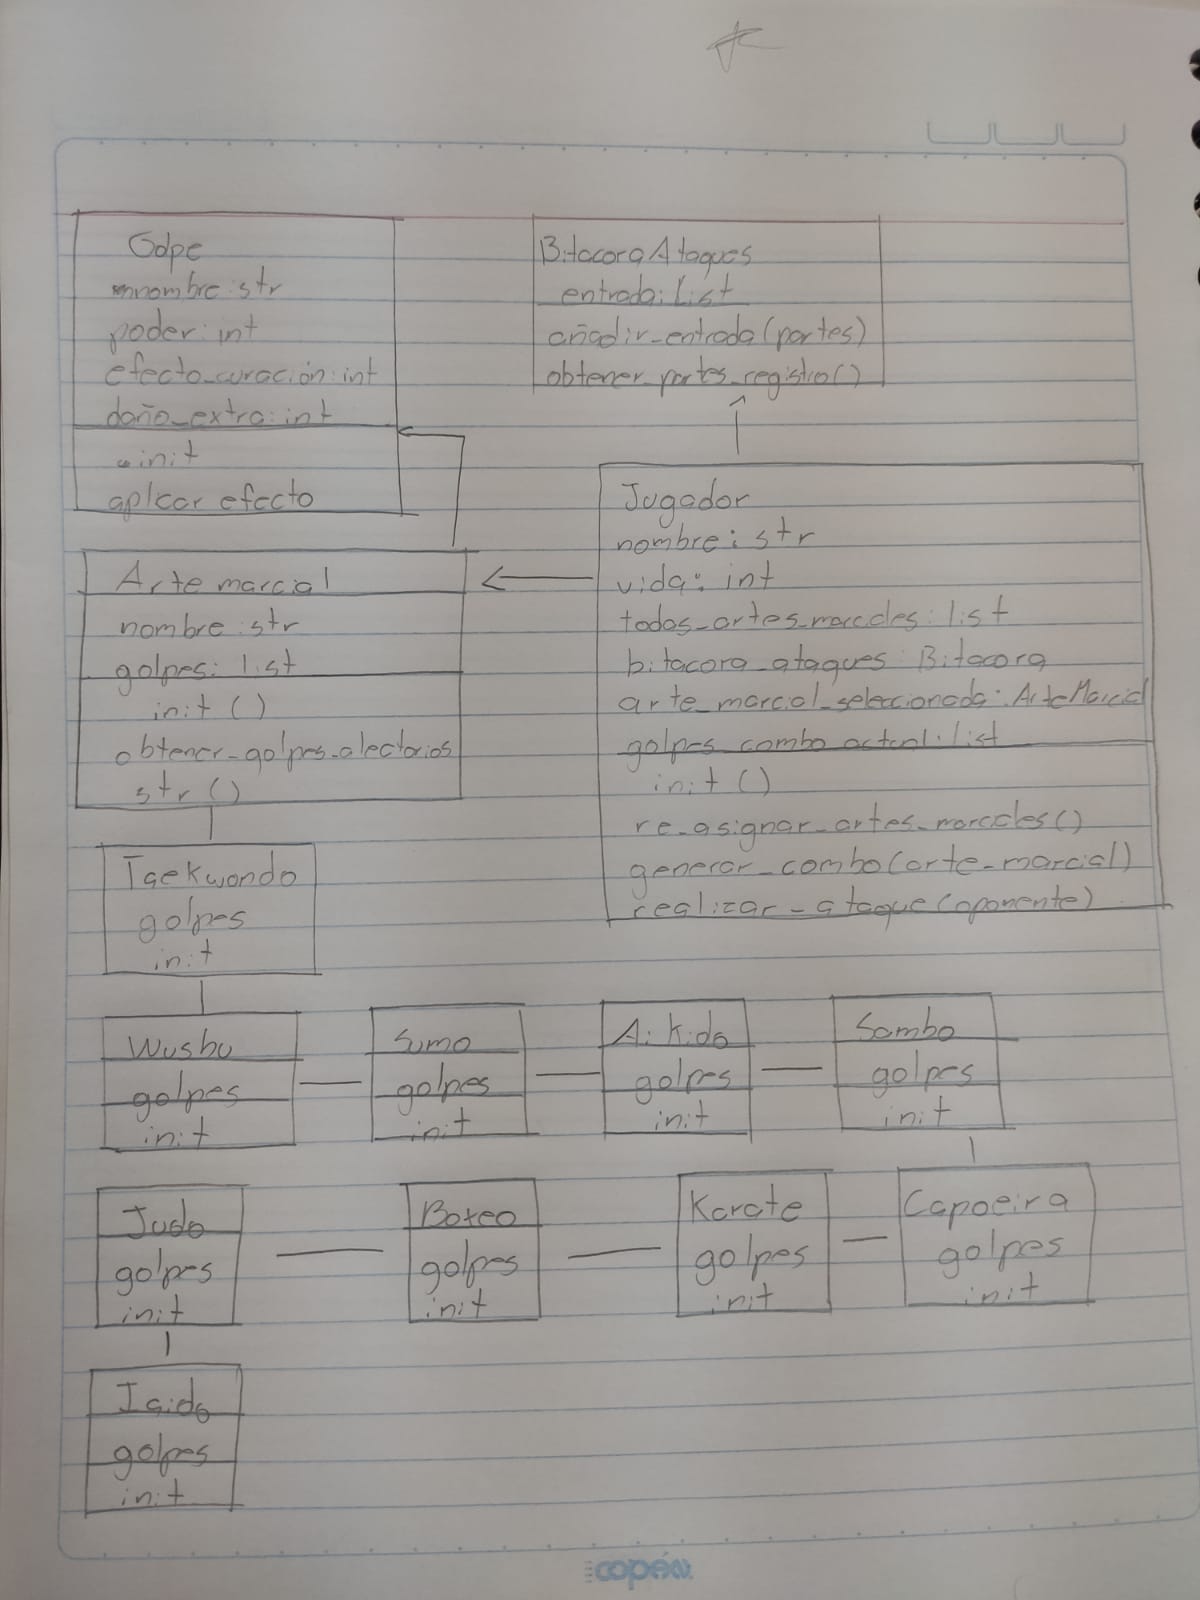 Golpe
nombre: str
poder: int
efecto_curación: int
daño_extra: int
init
aplcar efecto
BitacoraAtaques
entrada: List
añadir_entrada(partes)
obtener_partes_registro()
Jugador
nombre: str
vida: int
todos_artes_marciales: list
bitacora_ataques: Bitacora
arte_marcial_seleccionada: ArteMarcial
golpes_combo_actual: list
init ()
re_asignar_artes_marciales()
generar_combo(arte_marcial)
realizar_ataque(oponente)
Arte marcial
nombre: str
golpes: list
init ()
obtener_golpes_alectorios
str ()
Taekwondo
golpes
init
Wushu
golpes
init
Sumo
golpes
init
Aikido
golpes
init
Sambo
golpes
init
Judo
golpes
init
Boxeo
golpes
init
Karate
golpes
init
Capoeira
golpes
init
Iaido
golpes
init
copán